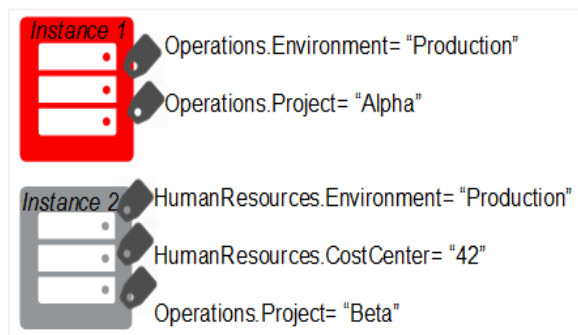 Instance 1
Operations.Environment= “Production”
Operations.Project= “Alpha”
Instance 2
HumanResources.Environment= “Production”
HumanResources.CostCenter= “42”
Operations.Project= “Beta”